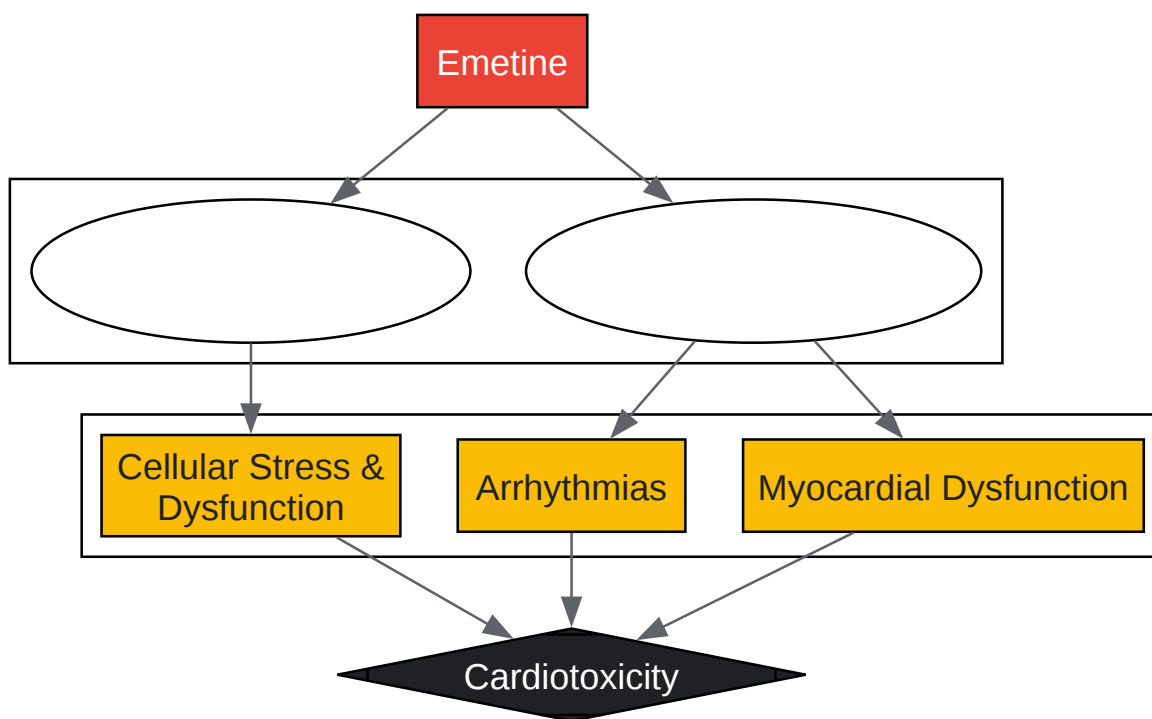 Emetine
Cellular Stress &
Dysfunction
Arrhythmias
Myocardial Dysfunction
Cardiotoxicity